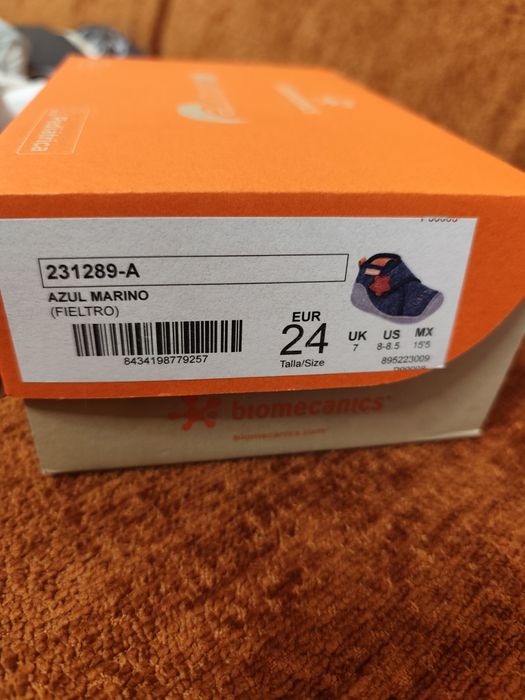 Pediátrica
231289-A
AZUL MARINO
(FIELTRO)
8434198779257
EUR
24
Talla/Size
UK US MX
7 8-8.5 15'5
895223009
biomecanics
biomecanics.com